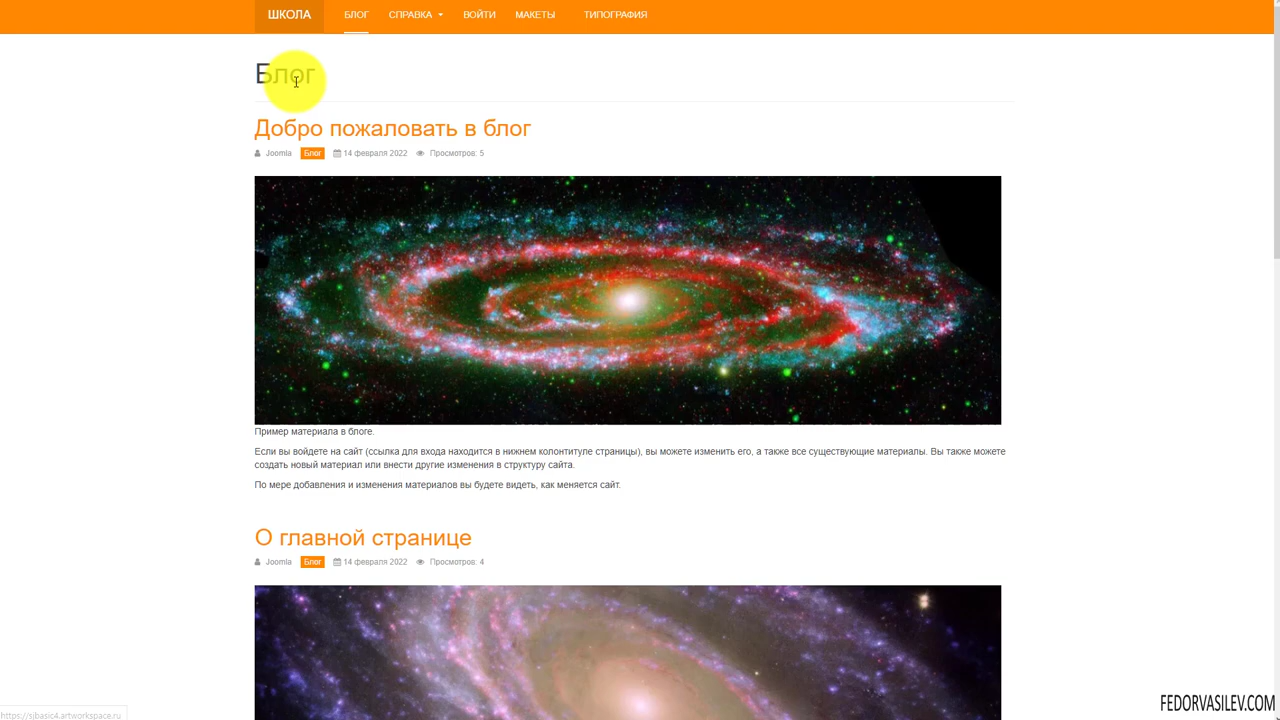 ШКОЛА БЛОГ СПРАВКА ВОЙТИ МАКЕТЫ ТИПОГРАФИЯ
Блог
Добро пожаловать в блог
Joomla Блог 14 февраля 2022 Просмотров: 5
Пример материала в блоге.
Если вы войдете на сайт (ссылка для входа находится в нижнем колонтитуле страницы), вы можете изменить его, а также все существующие материалы. Вы также можете
создать новый материал или внести другие изменения в структуру сайта.
По мере добавления и изменения материалов вы будете видеть, как меняется сайт.
О главной странице
Joomla Блог 14 февраля 2022 Просмотров: 4
https://sjbasic4.artworkspace.ru
FEDORVASILEV.COM